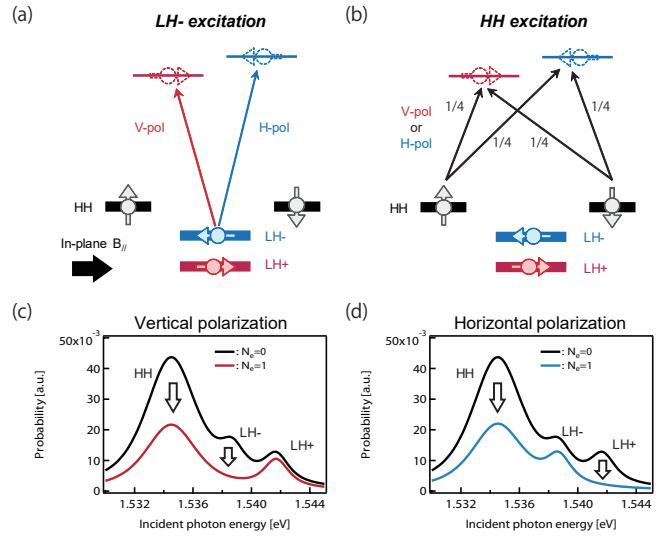 (a)
LH- excitation
V-pol
H-pol
HH
In-plane B//
LH-
LH+
(b)
HH excitation
V-pol
or
H-pol
1/4
1/4
1/4
1/4
HH
LH-
LH+
(c)
Vertical polarization
50x10⁻³
40
30
20
10
0
Probability [a.u.]
HH
LH-
LH+
: Nₑ=0
: Nₑ=1
1.532
1.536
1.540
1.544
Incident photon energy [eV]
(d)
Horizontal polarization
50x10⁻³
40
30
20
10
0
Probability [a.u.]
HH
LH-
LH+
: Nₑ=0
: Nₑ=1
1.532
1.536
1.540
1.544
Incident photon energy [eV]